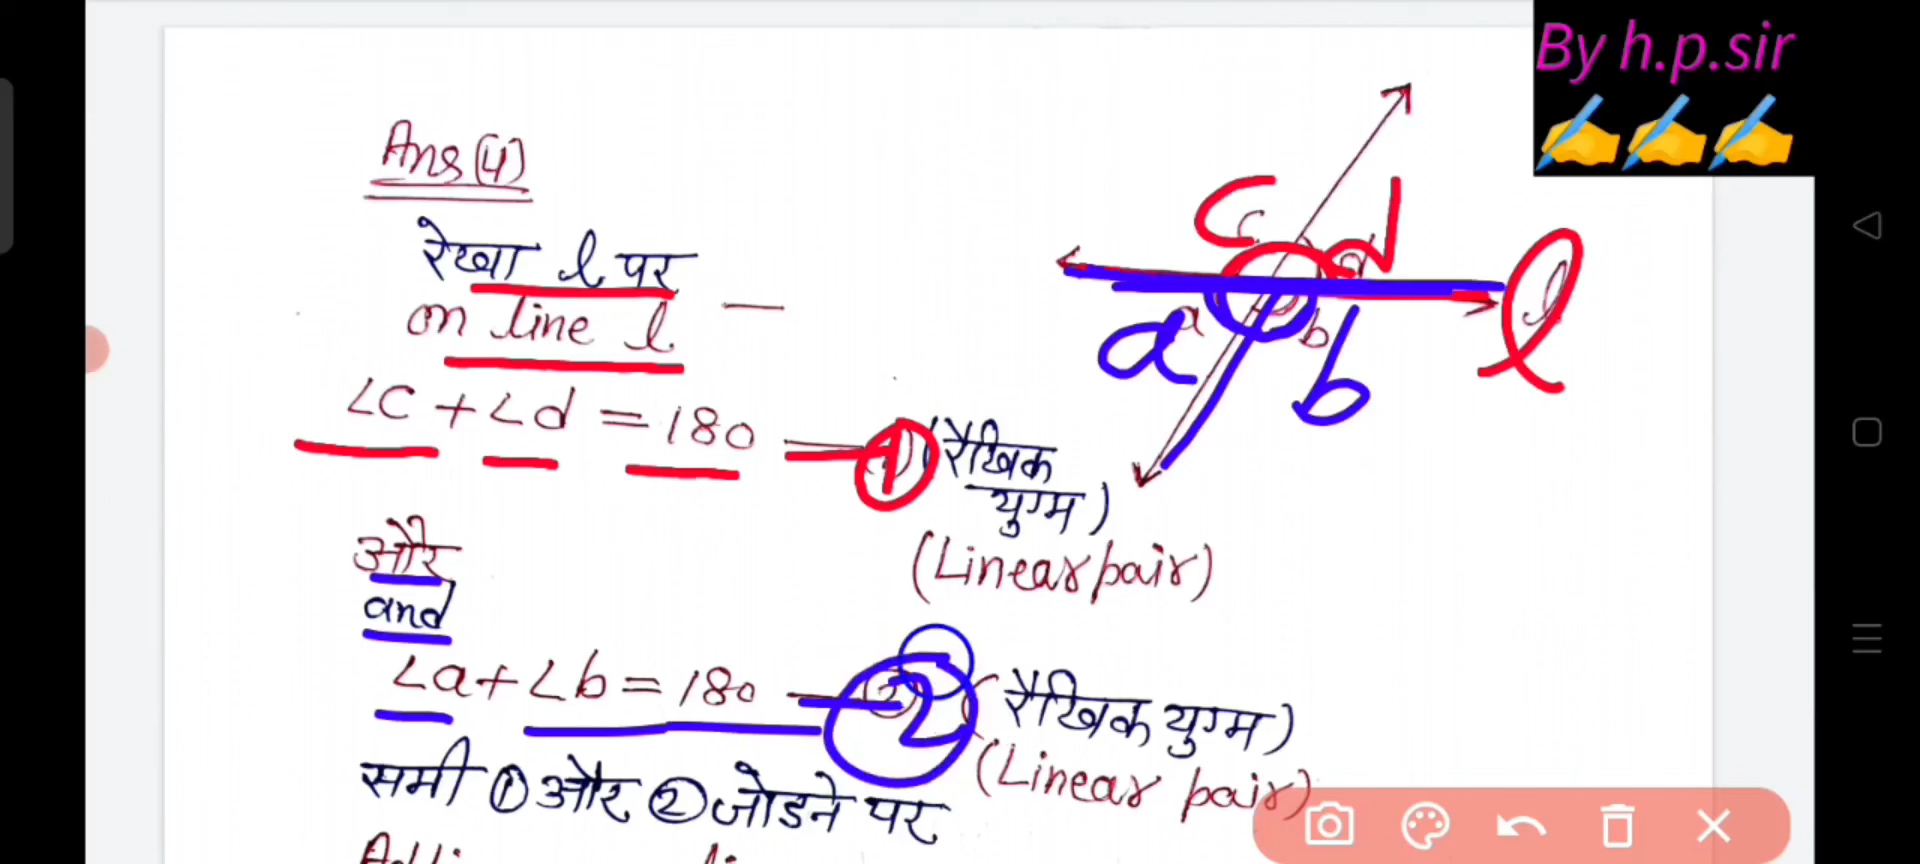 By h.p.sir
Ans (4)
रेखा l पर
on line l
∠c + ∠d = 180 — 1 (रैखिक युग्म)
(Linear pair)
और
and
∠a + ∠b = 180 — 2 (रैखिक युग्म)
(Linear pair)
समी ① और ② जोडने पर
c d
a b
l